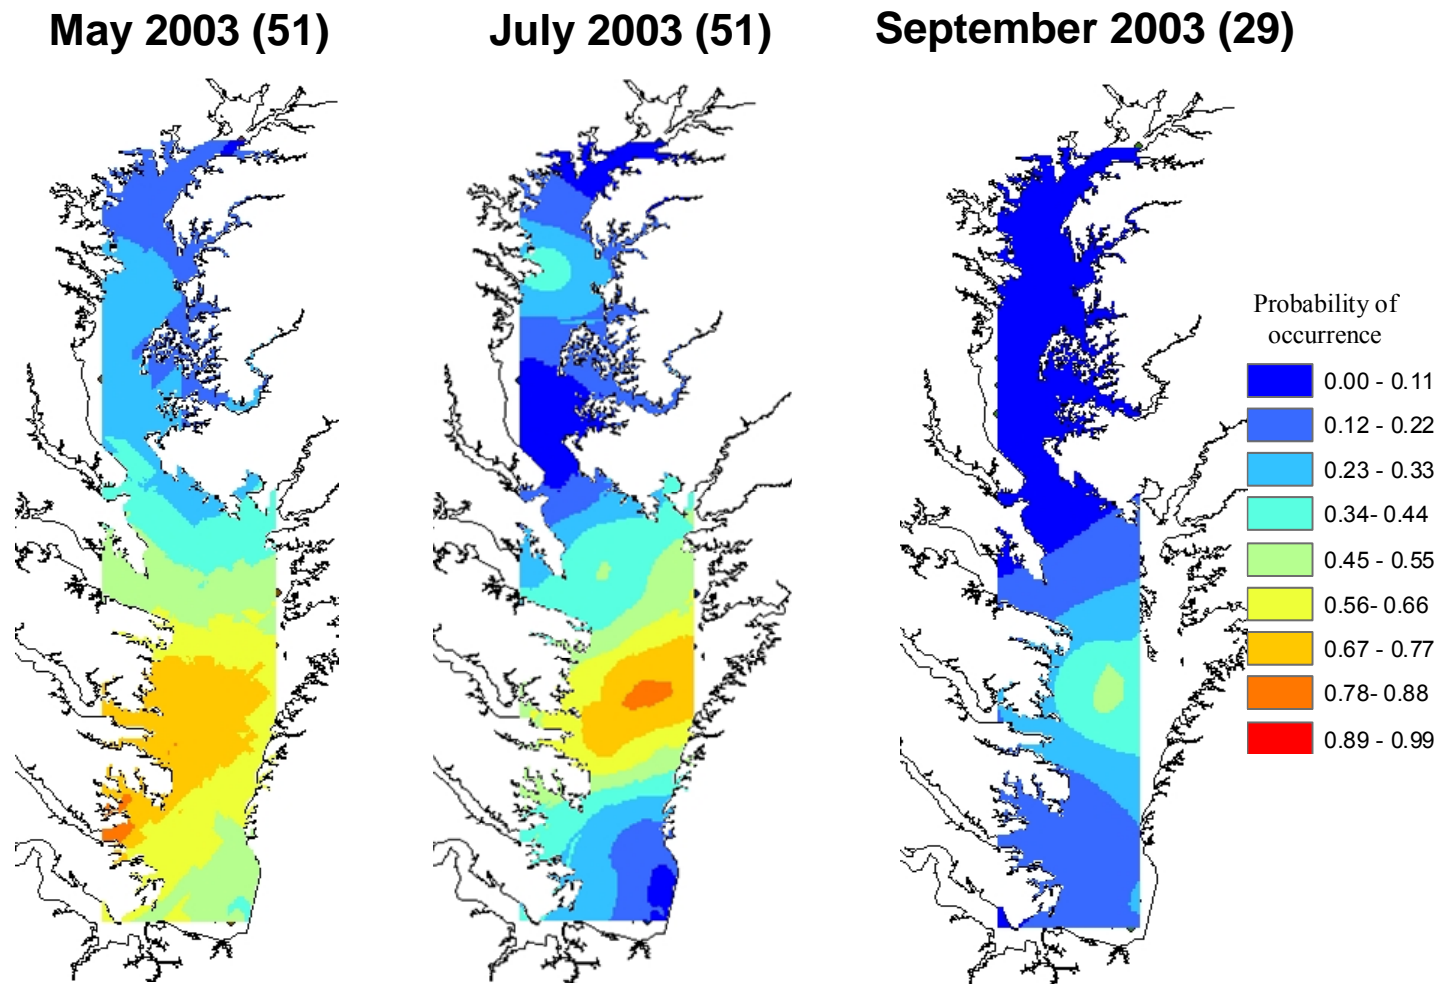 May 2003 (51)
July 2003 (51)
September 2003 (29)
Probability of
occurrence
0.00 - 0.11
0.12 - 0.22
0.23 - 0.33
0.34- 0.44
0.45 - 0.55
0.56- 0.66
0.67 - 0.77
0.78- 0.88
0.89 - 0.99